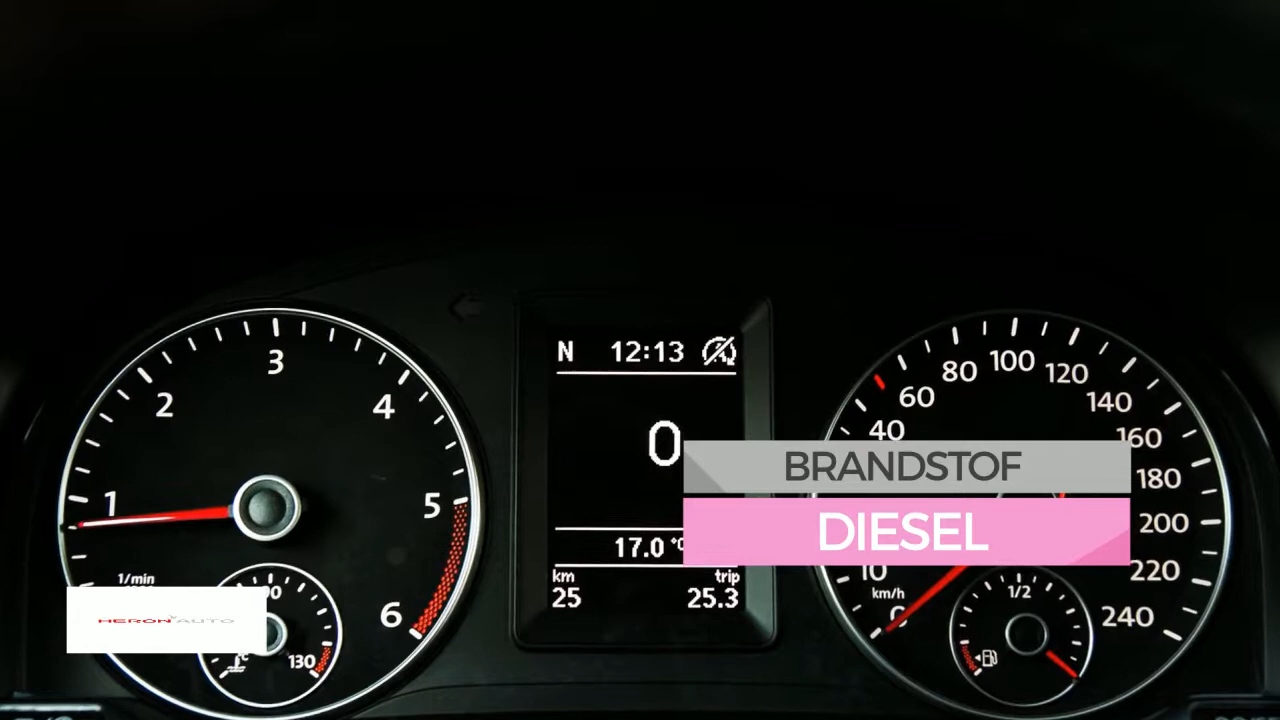 3
2
4
1
5
6
1/min
130
N 12:13
0
17.0 °C
km trip
25 25.3
100
80 120
60 140
40 160
180
200
10 220
km/h 1/2
240
BRANDSTOF
DIESEL
HERON AUTO